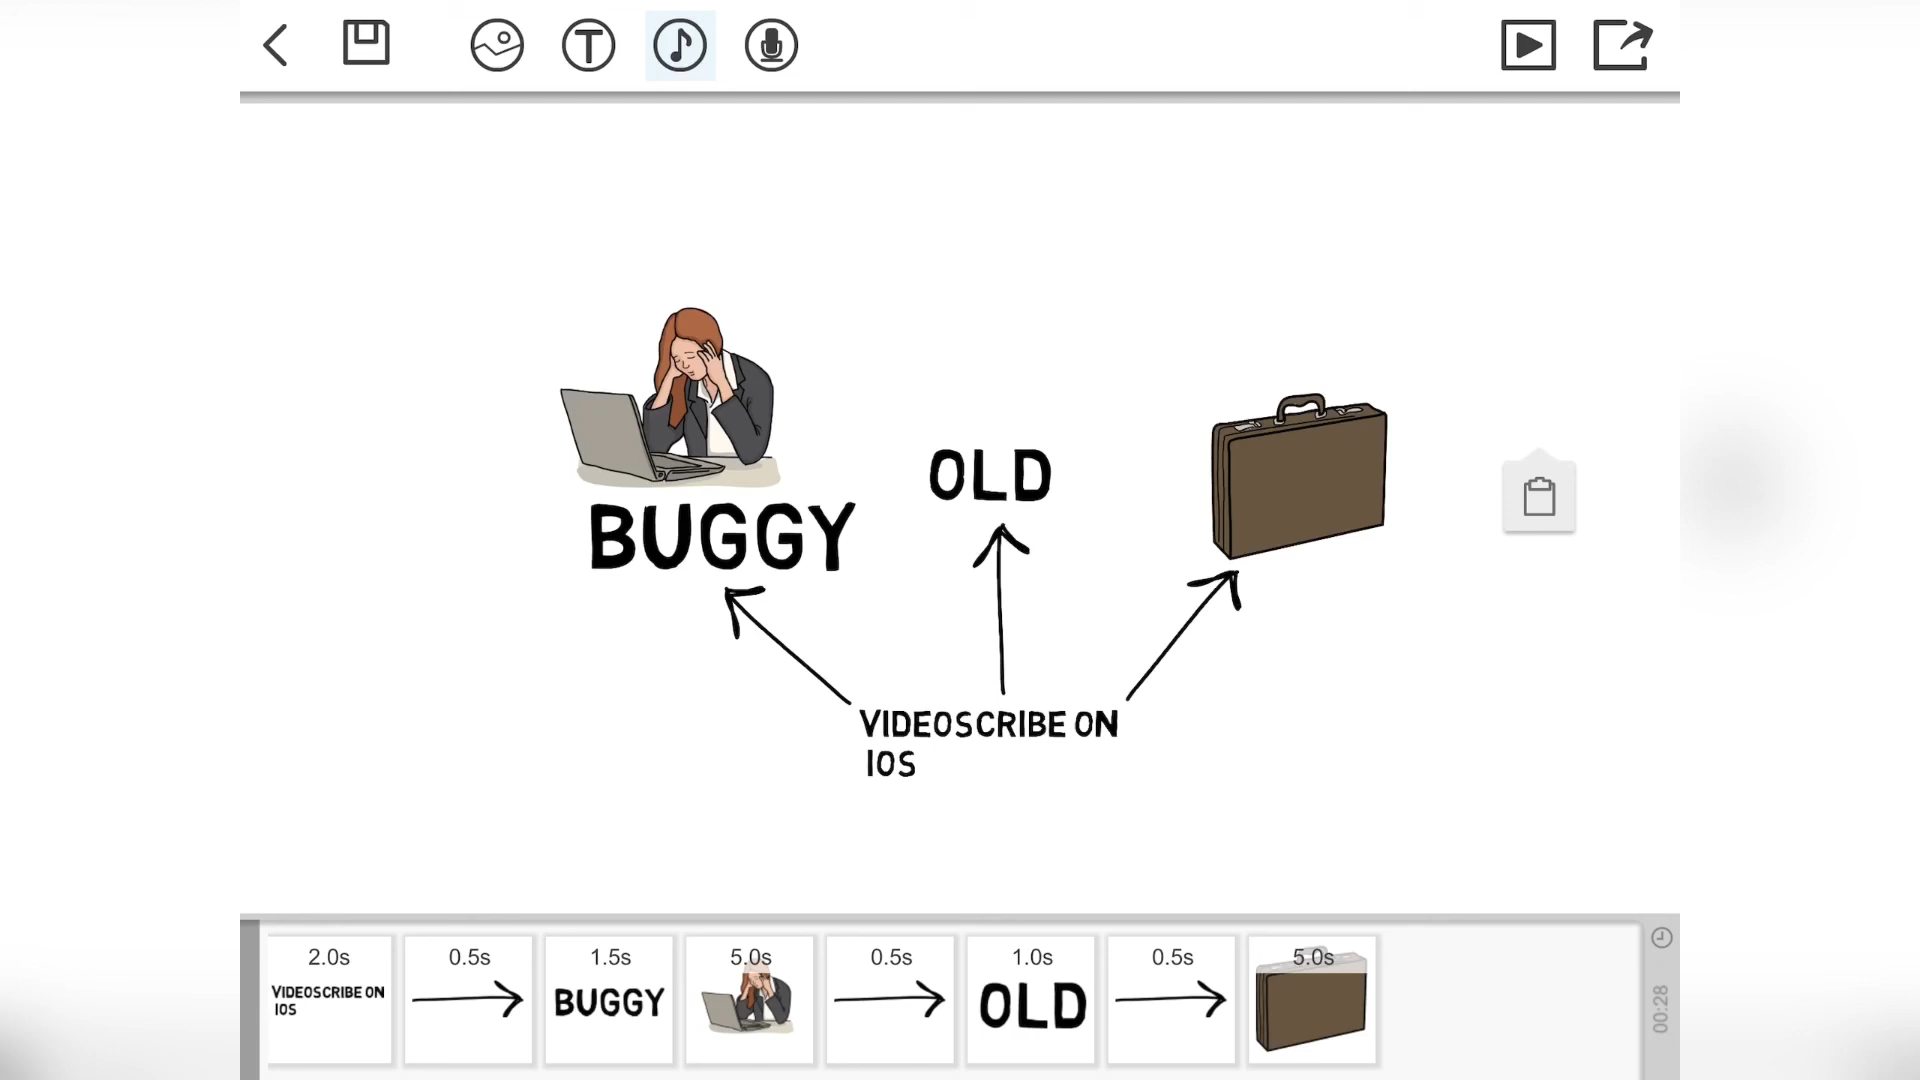 T
OLD
BUGGY
VIDEOSCRIBE ON
IOS
2.0s
0.5s
1.5s
5.0s
0.5s
1.0s
0.5s
5.0s
VIDEOSCRIBE ON
IOS
BUGGY
OLD
00:28